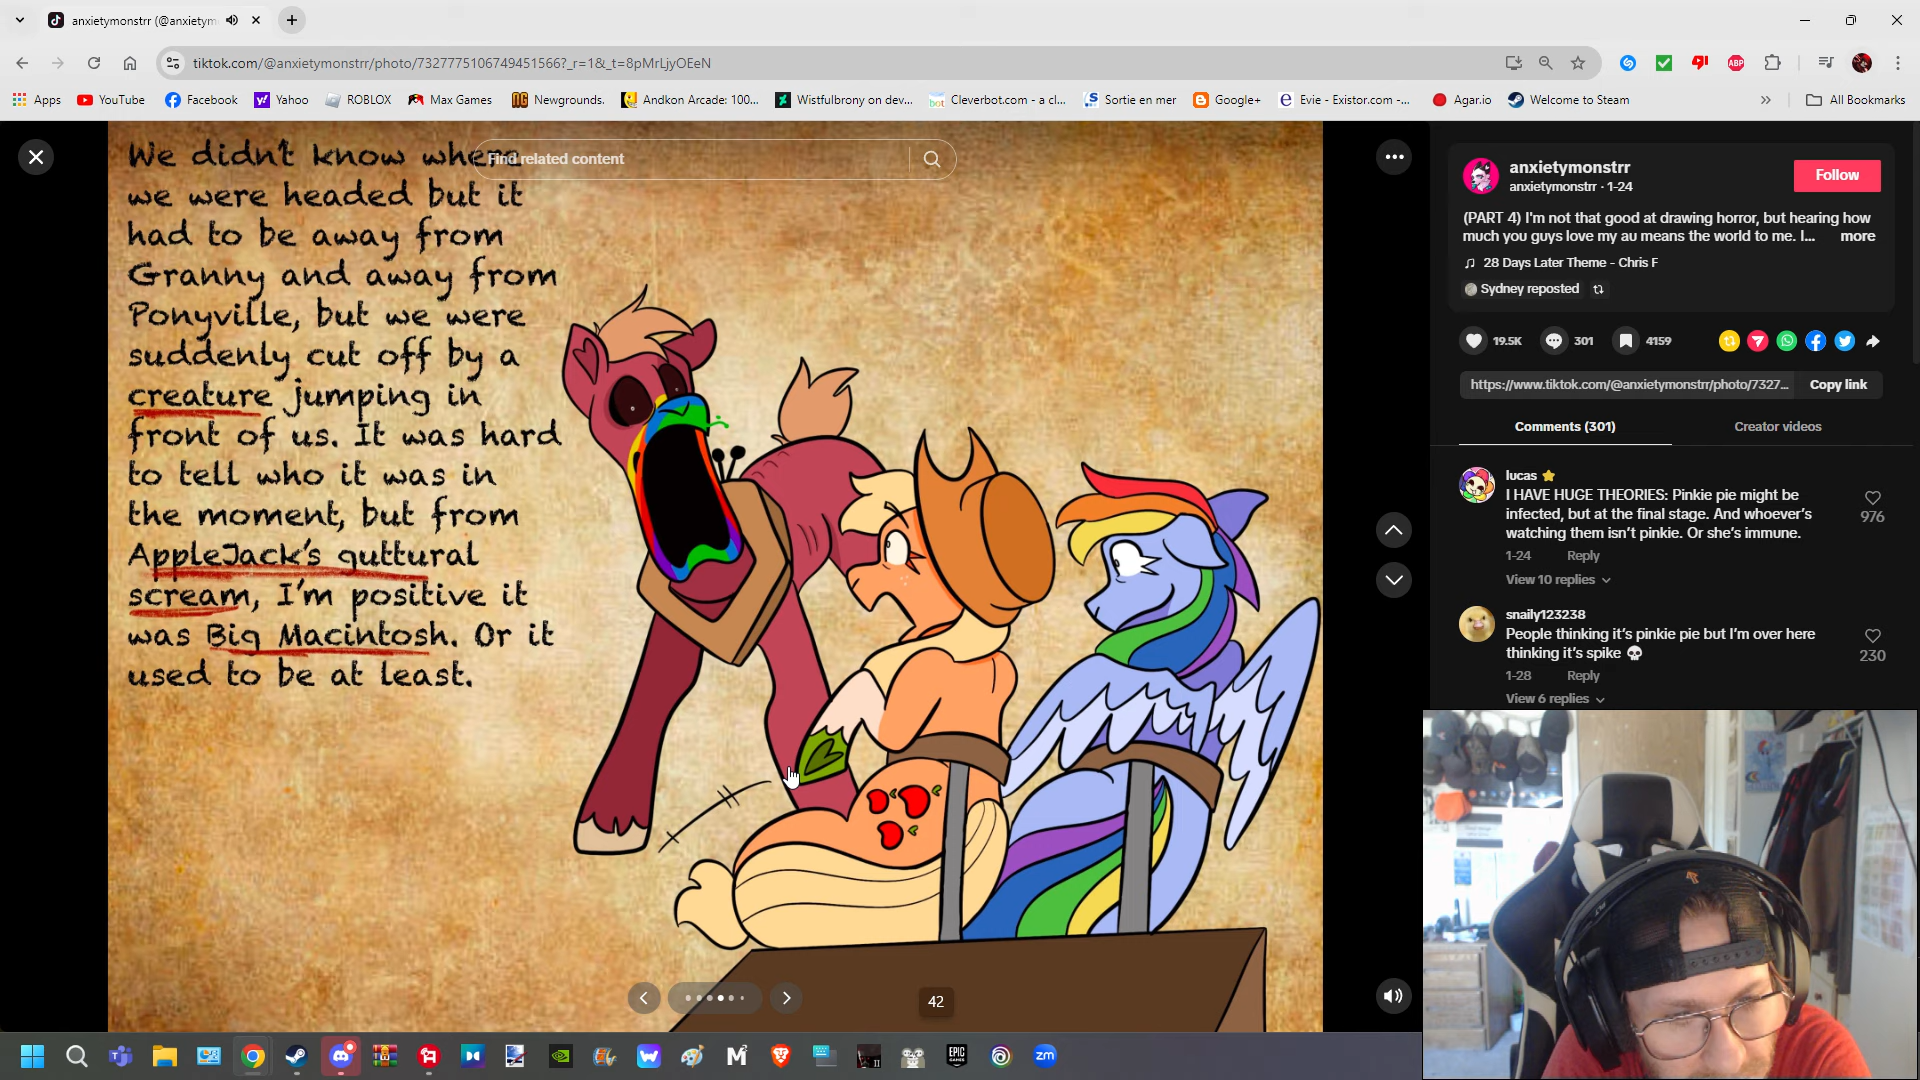 anxietymonstrr (@anxietym
tiktok.com/@anxietymonstrr/photo/7327775106749451566?_r=1&_t=8pMrLjyOEeN
Apps YouTube Facebook Yahoo ROBLOX Max Games Newgrounds. Andkon Arcade: 100... Wistfulbrony on dev... Cleverbot.com - a cl... Sortie en mer Google+ Evie - Existor.com -... Agar.io Welcome to Steam » All Bookmarks
Find related content
We didn't know where
we were headed but it
had to be away from
Granny and away from
Ponyville, but we were
suddenly cut off by a
creature jumping in
front of us. It was hard
to tell who it was in
the moment, but from
AppleJack's guttural
scream, I'm positive it
was Big Macintosh. Or it
used to be at least.
42
anxietymonstrr
anxietymonstrr · 1-24
Follow
(PART 4) I'm not that good at drawing horror, but hearing how
much you guys love my au means the world to me. I... more
28 Days Later Theme - Chris F
Sydney reposted
19.5K 301 4159
https://www.tiktok.com/@anxietymonstrr/photo/7327... Copy link
Comments (301) Creator videos
lucas
I HAVE HUGE THEORIES: Pinkie pie might be
infected, but at the final stage. And whoever's
watching them isn't pinkie. Or she's immune.
976
1-24 Reply
View 10 replies
snaily123238
People thinking it's pinkie pie but I'm over here
thinking it's spike 💀
230
1-28 Reply
View 6 replies
ABP
EPIC
GAMES
zm